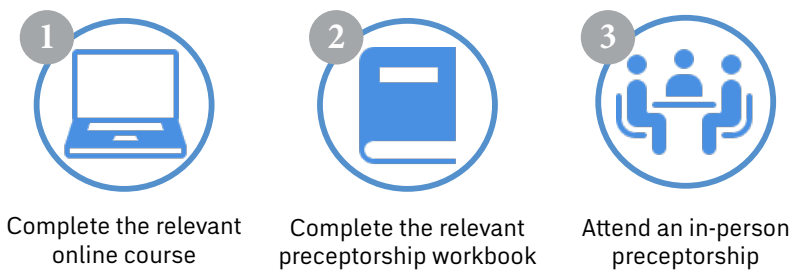 1
Complete the relevant
online course
2
Complete the relevant
preceptorship workbook
3
Attend an in-person
preceptorship